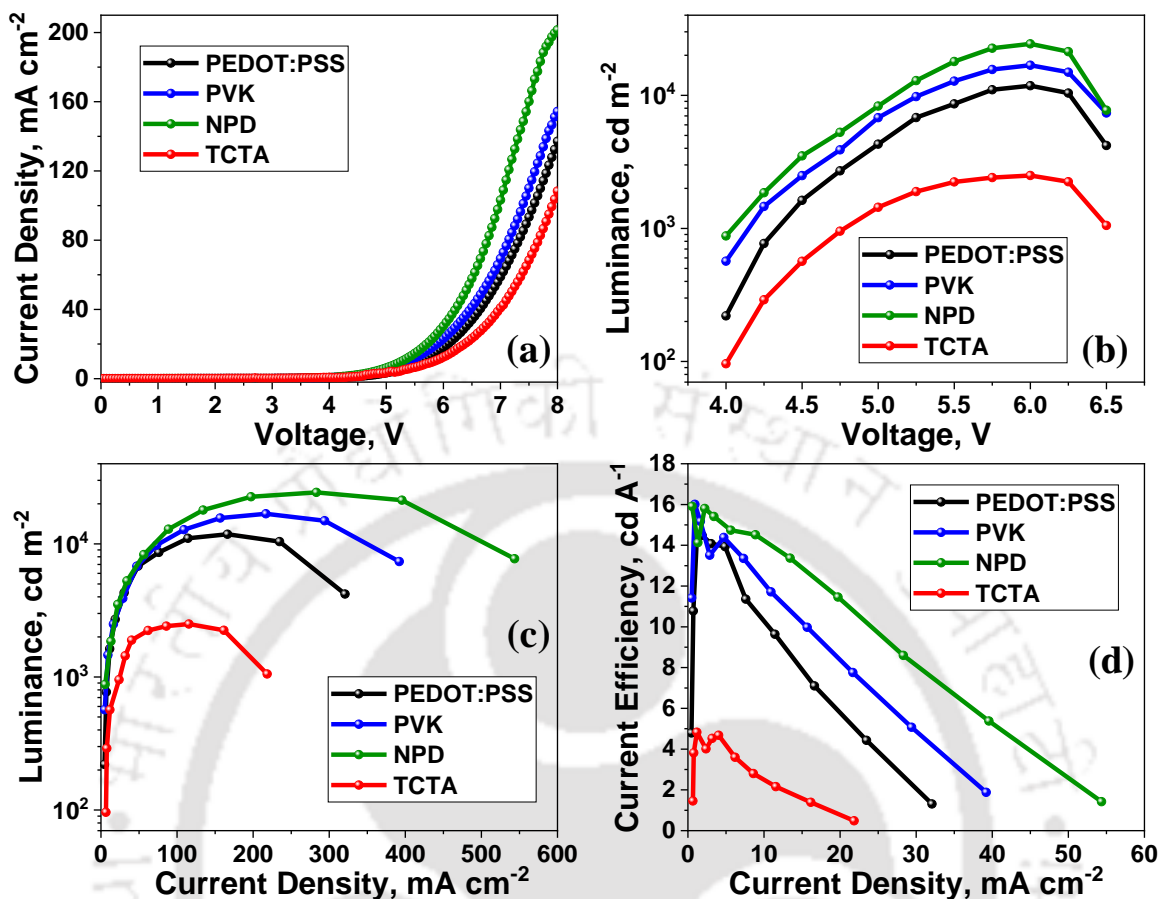 200
160
120
80
40
0
Current Density, mA cm-2
PEDOT:PSS
PVK
NPD
TCTA
(a)
0 1 2 3 4 5 6 7 8
Voltage, V
10^4
10^3
10^2
Luminance, cd m-2
PEDOT:PSS
PVK
NPD
TCTA
(b)
4.0 4.5 5.0 5.5 6.0 6.5
Voltage, V
10^4
10^3
10^2
Luminance, cd m-2
(c)
PEDOT:PSS
PVK
NPD
TCTA
0 100 200 300 400 500 600
Current Density, mA cm-2
18
16
14
12
10
8
6
4
2
0
Current Efficiency, cd A-1
PEDOT:PSS
PVK
NPD
TCTA
(d)
0 10 20 30 40 50 60
Current Density, mA cm-2